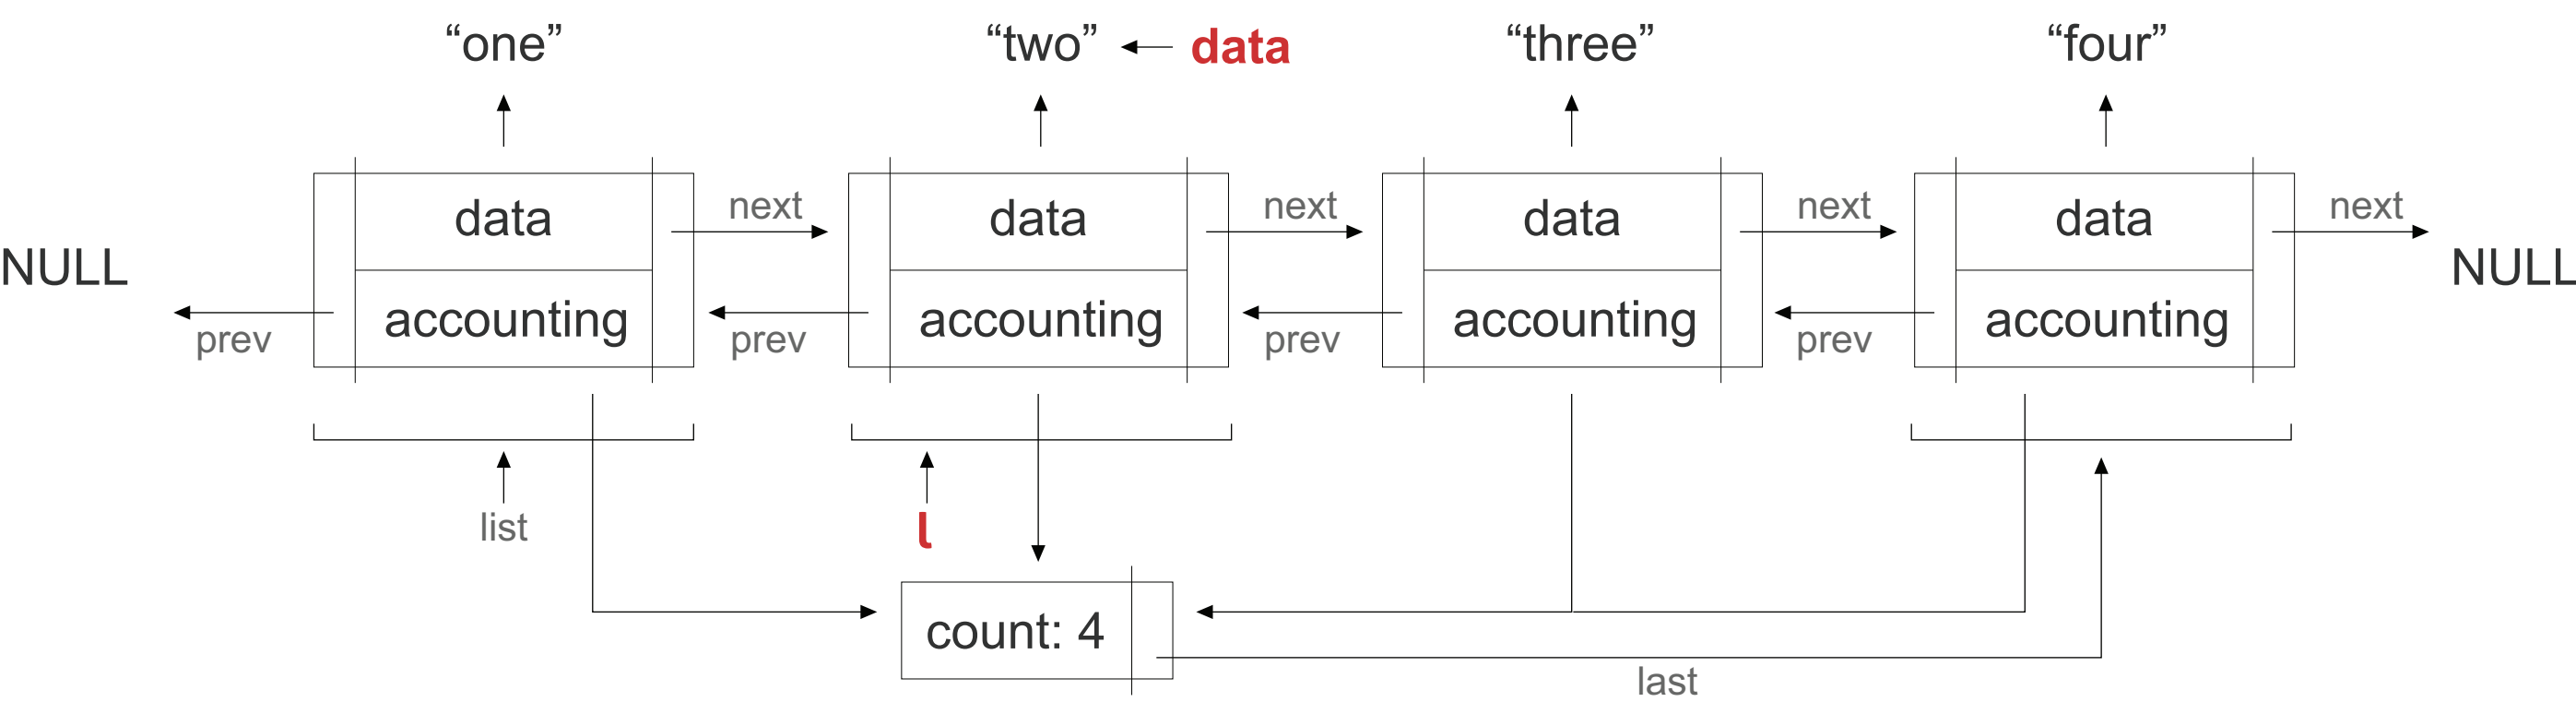 “one”
“two”
data
“three”
“four”
data
next
data
next
data
next
data
next
NULL
NULL
accounting
accounting
accounting
accounting
prev
prev
prev
prev
list
l
count: 4
last